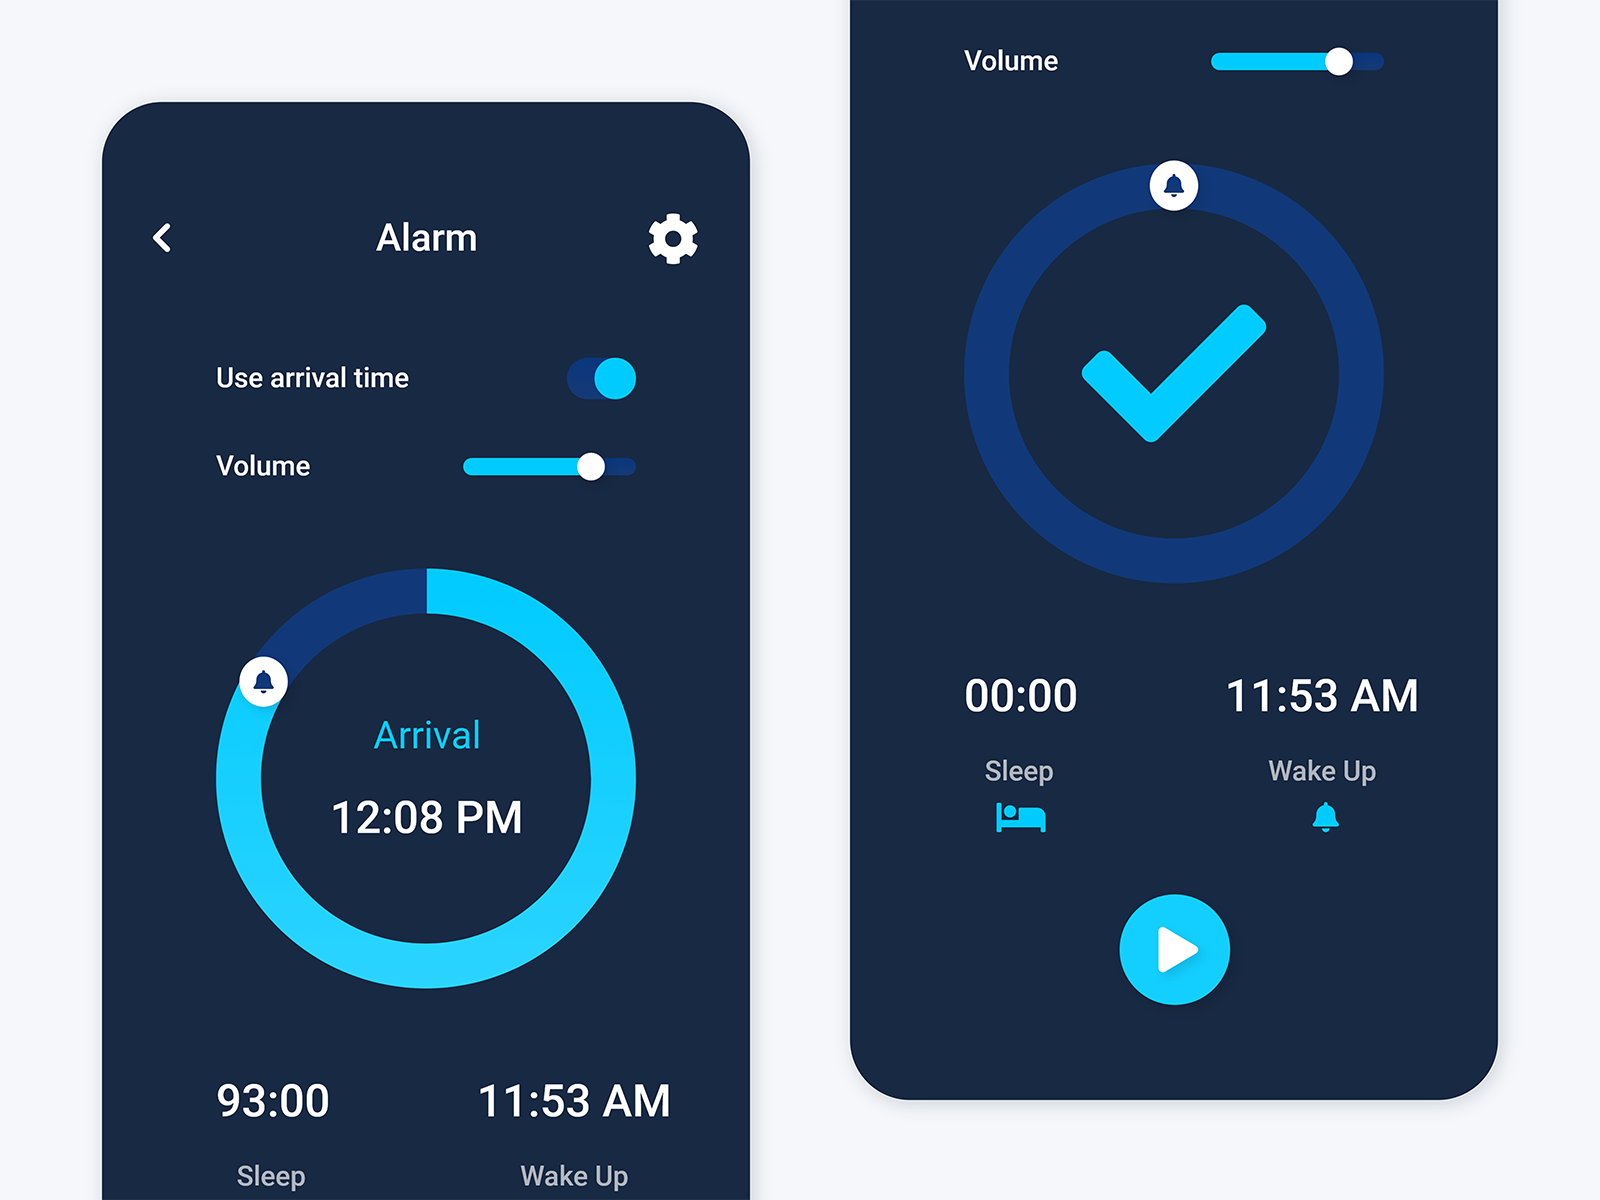 Alarm
Use arrival time
Volume
Arrival
12:08 PM
93:00
11:53 AM
Sleep
Wake Up
Volume
00:00
11:53 AM
Sleep
Wake Up